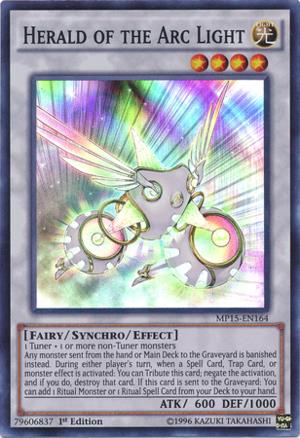 HERALD OF THE ARC LIGHT
LIGHT
光
MP15-EN164
[Fairy/Synchro/Effect]
1 Tuner + 1 or more non-Tuner monsters
Any monster sent from the hand or Main Deck to the Graveyard is banished
instead. During either player's turn, when a Spell Card, Trap Card, or
monster effect is activated: You can Tribute this card; negate the activation,
and if you do, destroy that card. If this card is sent to the Graveyard: You
can add 1 Ritual Monster or 1 Ritual Spell Card from your Deck to your hand.
ATK/ 600 DEF/1000
79606837 1st Edition ©1996 KAZUKI TAKAHASHI